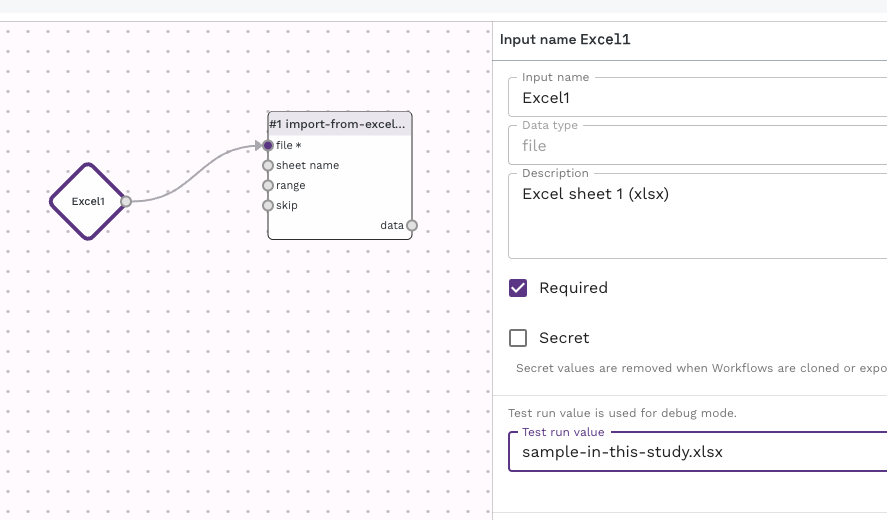 Input name Excel1
#1 import-from-excel...
file *
sheet name
range
skip
data
Excel1
Input name
Excel1
Data type
file
Description
Excel sheet 1 (xlsx)
Required
Secret
Secret values are removed when Workflows are cloned or expo
Test run value is used for debug mode.
Test run value
sample-in-this-study.xlsx